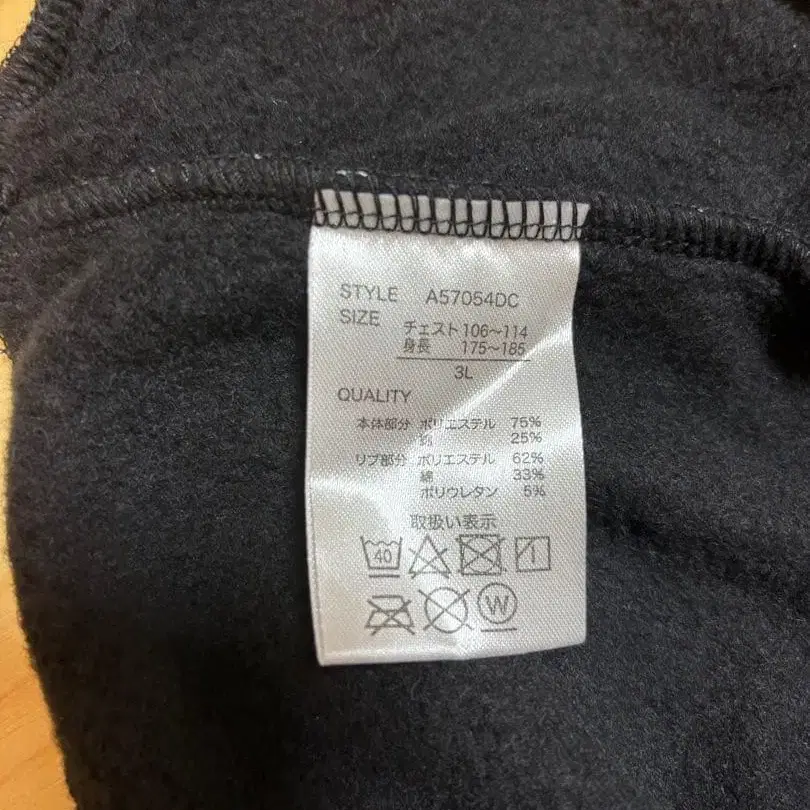 STYLE A57054DC
SIZE チェスト 106～114
身長 175～185
3L
QUALITY
本体部分 ポリエステル 75%
綿 25%
リブ部分 ポリエステル 62%
綿 33%
ポリウレタン 5%
取扱い表示
40
W